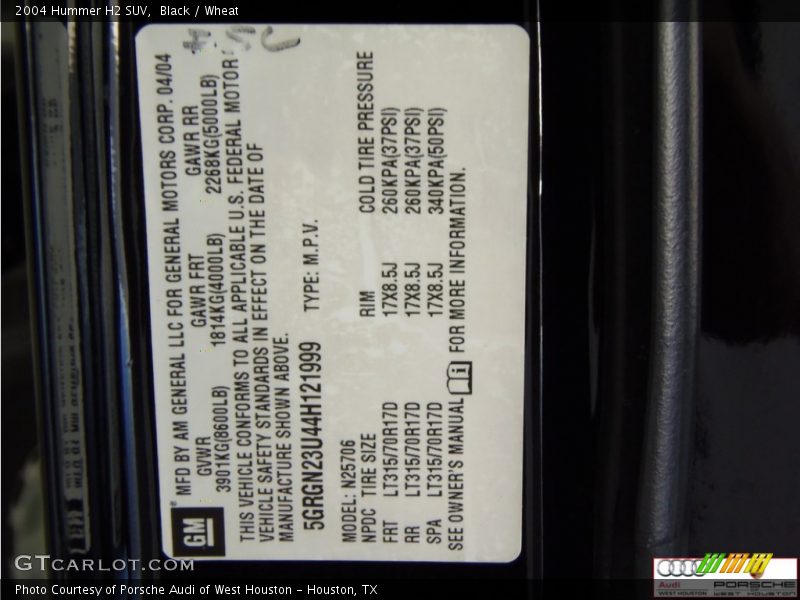 2004 Hummer H2 SUV, Black / Wheat
GM
MFD BY AM GENERAL LLC FOR GENERAL MOTORS CORP. 04/04
GVWR GAWR FRT GAWR RR
3901KG(8600LB) 1814KG(4000LB) 2268KG(5000LB)
THIS VEHICLE CONFORMS TO ALL APPLICABLE U.S. FEDERAL MOTOR
VEHICLE SAFETY STANDARDS IN EFFECT ON THE DATE OF
MANUFACTURE SHOWN ABOVE.
5GRGN23U44H121999 TYPE: M.P.V.
MODEL: N25706
NPDC TIRE SIZE RIM COLD TIRE PRESSURE
FRT LT315/70R17D 17X8.5J 260KPA(37PSI)
RR LT315/70R17D 17X8.5J 260KPA(37PSI)
SPA LT315/70R17D 17X8.5J 340KPA(50PSI)
SEE OWNER'S MANUAL FOR MORE INFORMATION.
GTCarlot.com
Audi PORSCHE
OF WEST HOUSTON WEST HOUSTON
Photo Courtesy of Porsche Audi of West Houston - Houston, TX